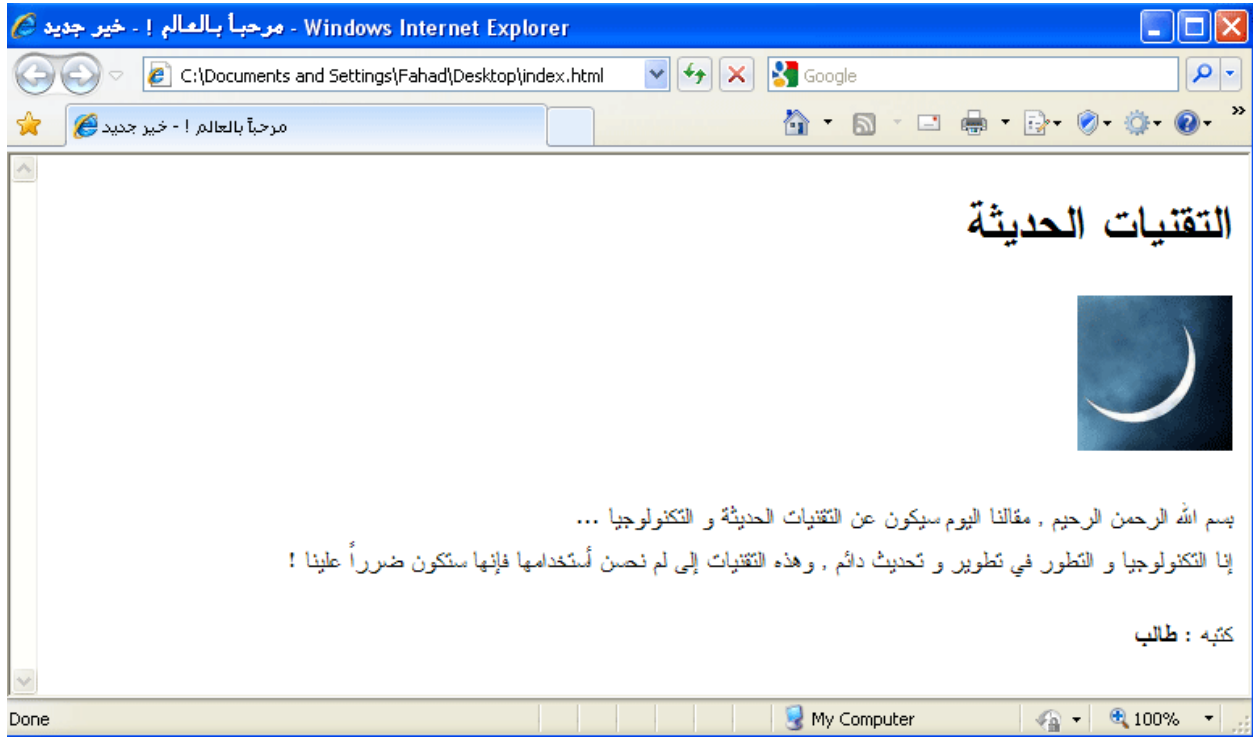 مرحباً بالعالم ! - خير جديد - Windows Internet Explorer
C:\Documents and Settings\Fahad\Desktop\index.html
Google
مرحباً بالعالم ! - خير جديد
التقنيات الحديثة
بسم الله الرحمن الرحيم , مقالنا اليوم سيكون عن التقنيات الحديثة و التكنولوجيا ...
إنا التكنولوجيا و التطور في تطوير و تحديث دائم , وهذه التقنيات إلى لم نحسن أستخدامها فإنها ستكون ضرراً علينا !
كتبه : طالب
Done
My Computer
100%